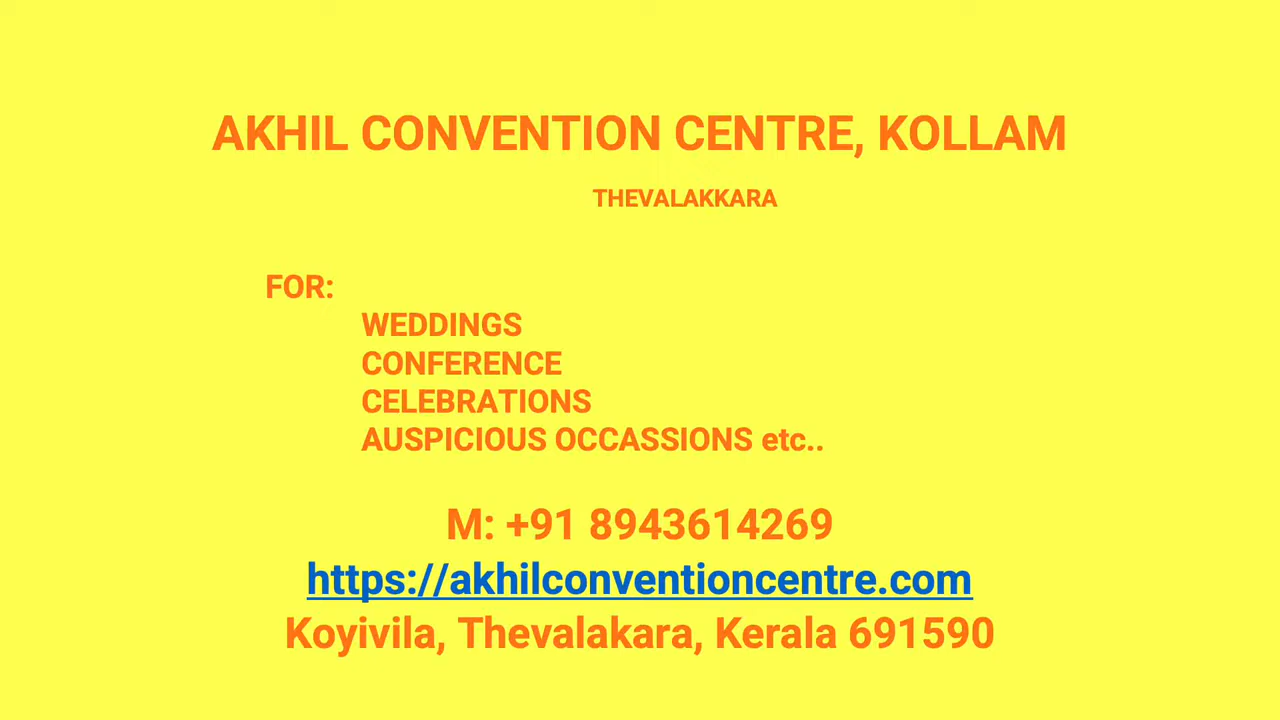 AKHIL CONVENTION CENTRE, KOLLAM
THEVALAKKARA
FOR:
WEDDINGS
CONFERENCE
CELEBRATIONS
AUSPICIOUS OCCASSIONS etc..
M: +91 8943614269
https://akhilconventioncentre.com
Koyivila, Thevalakara, Kerala 691590